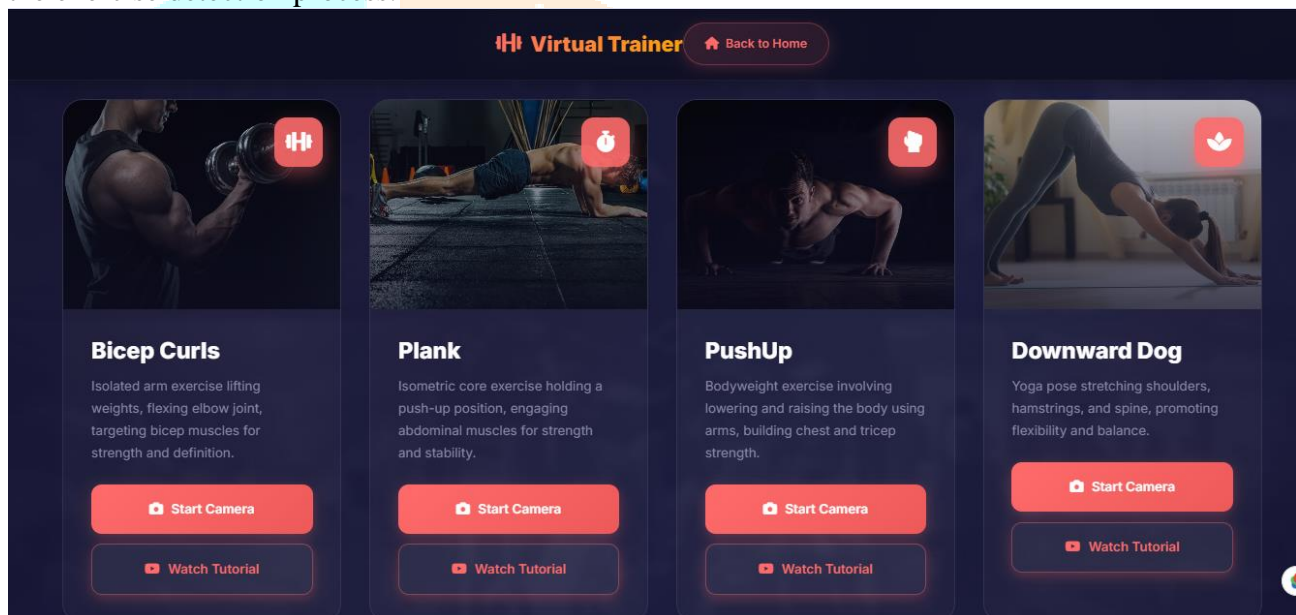 Virtual Trainer
Back to Home
Bicep Curls
Isolated arm exercise lifting
weights, flexing elbow joint,
targeting bicep muscles for
strength and definition.
Start Camera
Watch Tutorial
Plank
Isometric core exercise holding a
push-up position, engaging
abdominal muscles for strength
and stability.
Start Camera
Watch Tutorial
PushUp
Bodyweight exercise involving
lowering and raising the body using
arms, building chest and tricep
strength.
Start Camera
Watch Tutorial
Downward Dog
Yoga pose stretching shoulders,
hamstrings, and spine, promoting
flexibility and balance.
Start Camera
Watch Tutorial